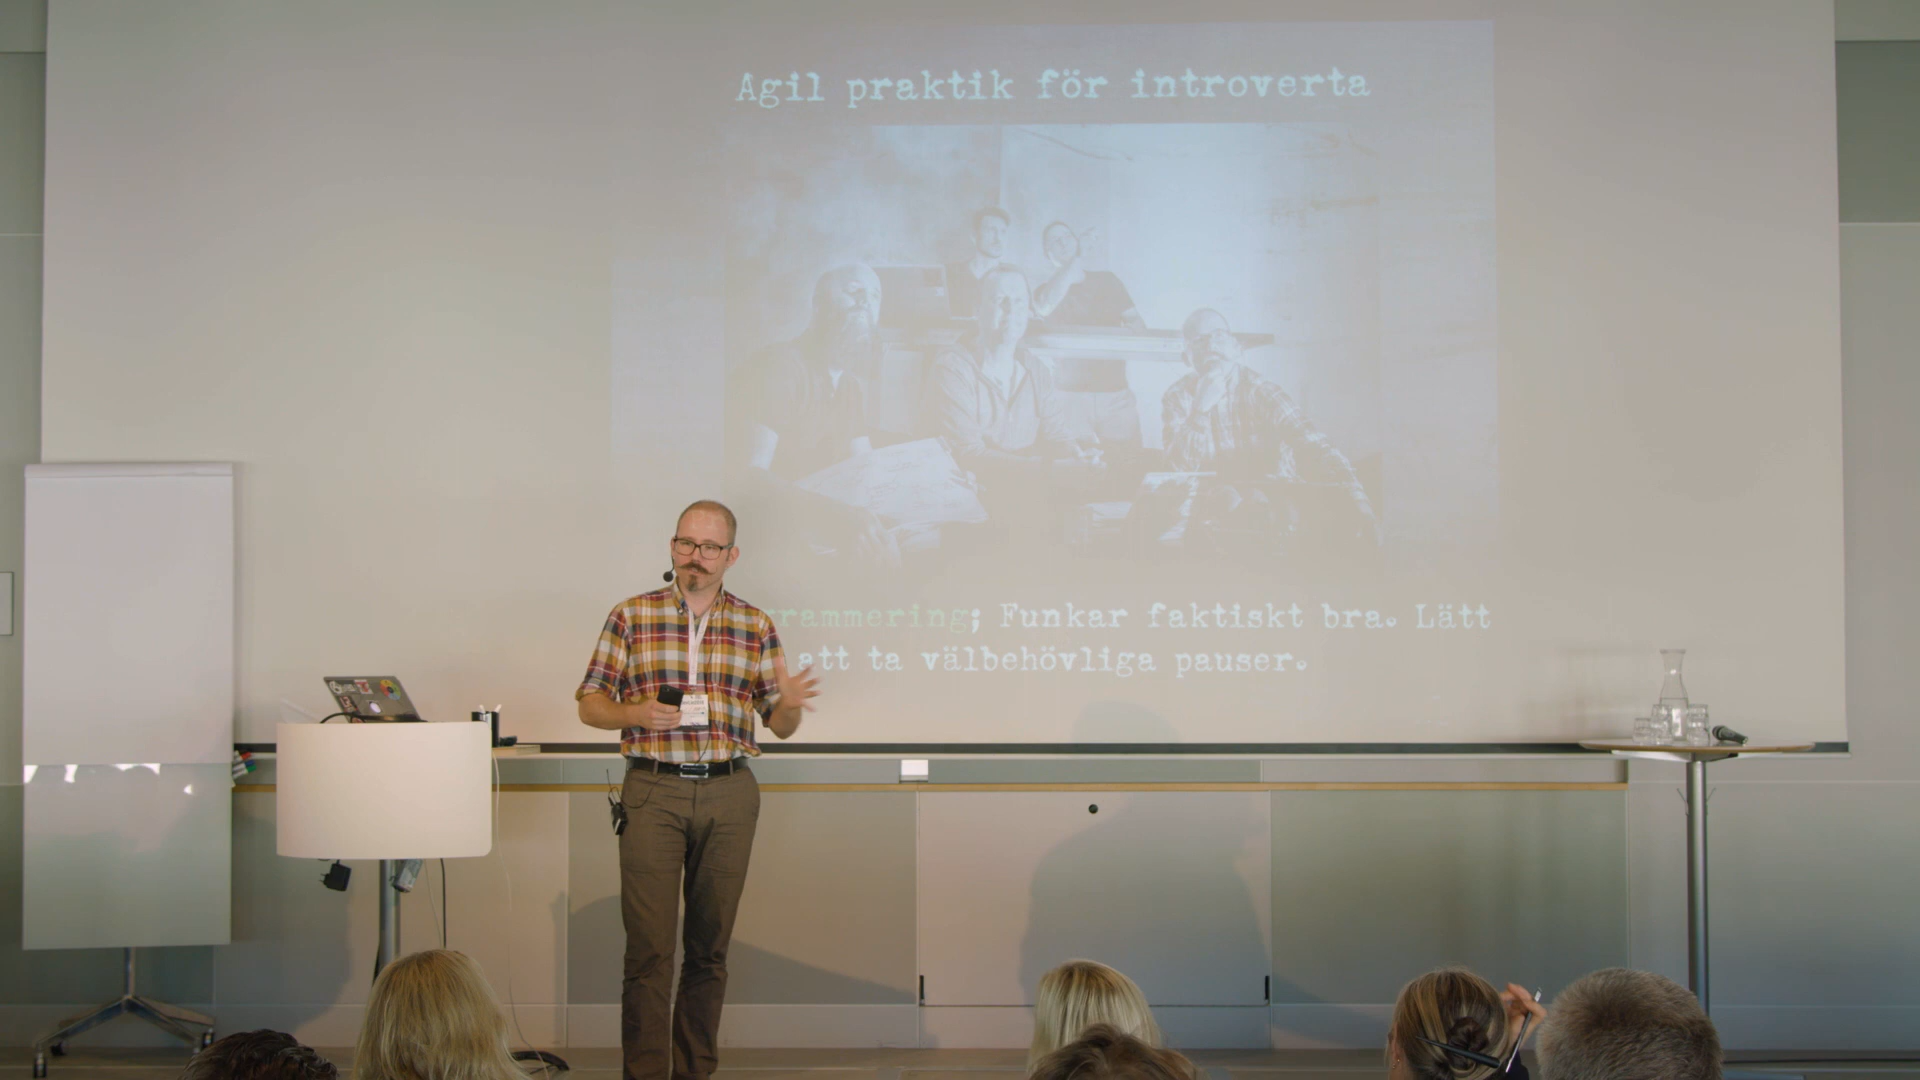 Agil praktik för introverta
rammering; Funkar faktiskt bra. Lätt
att ta välbehövliga pauser.